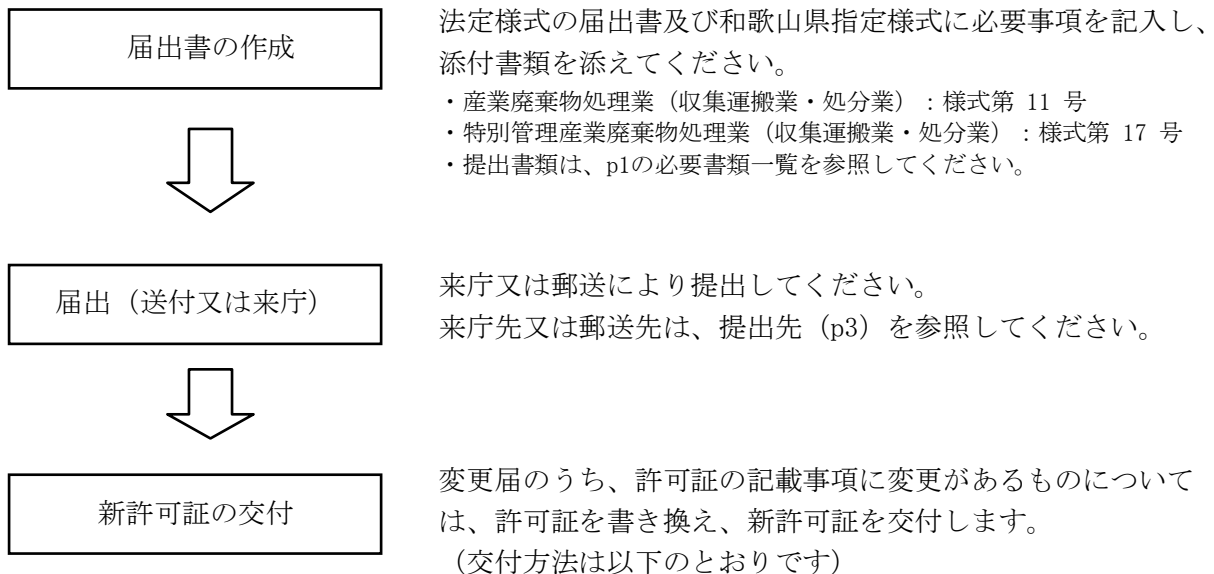 届出書の作成
法定様式の届出書及び和歌山県指定様式に必要事項を記入し、
添付書類を添えてください。
・産業廃棄物処理業（収集運搬業・処分業）：様式第 11 号
・特別管理産業廃棄物処理業（収集運搬業・処分業）：様式第 17 号
・提出書類は、p1の必要書類一覧を参照してください。
届出（送付又は来庁）
来庁又は郵送により提出してください。
来庁先又は郵送先は、提出先（p3）を参照してください。
新許可証の交付
変更届のうち、許可証の記載事項に変更があるものについて
は、許可証を書き換え、新許可証を交付します。
（交付方法は以下のとおりです）